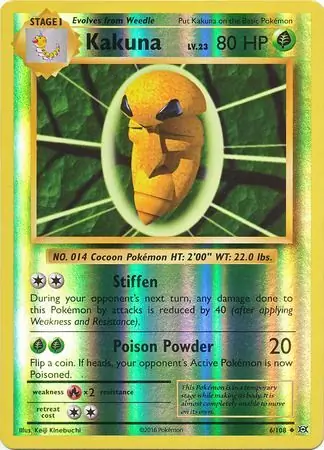 STAGE 1 Evolves from Weedle Put Kakuna on the Basic Pokémon
Kakuna LV.23 80 HP
NO. 014 Cocoon Pokémon HT: 2'00" WT: 22.0 lbs.
Stiffen
During your opponent's next turn, any damage done
to this Pokémon by attacks is reduced by 40 (after applying
Weakness and Resistance).
Poison Powder 20
Flip a coin. If heads, your opponent's Active Pokémon is now
Poisoned.
weakness ×2 resistance
retreat
cost
This Pokémon is in a temporary
stage while making its body. It is
almost completely unable to move
on its own.
Illus. Keiji Kinebuchi ©2016 Pokémon 6/108